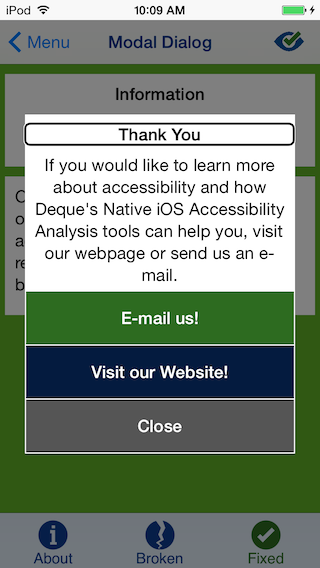 iPod 10:09 AM
Menu Modal Dialog
Information
Thank You
If you would like to learn more
about accessibility and how
Deque's Native iOS Accessibility
Analysis tools can help you, visit
our webpage or send us an e-
mail.
E-mail us!
Visit our Website!
Close
About Broken Fixed